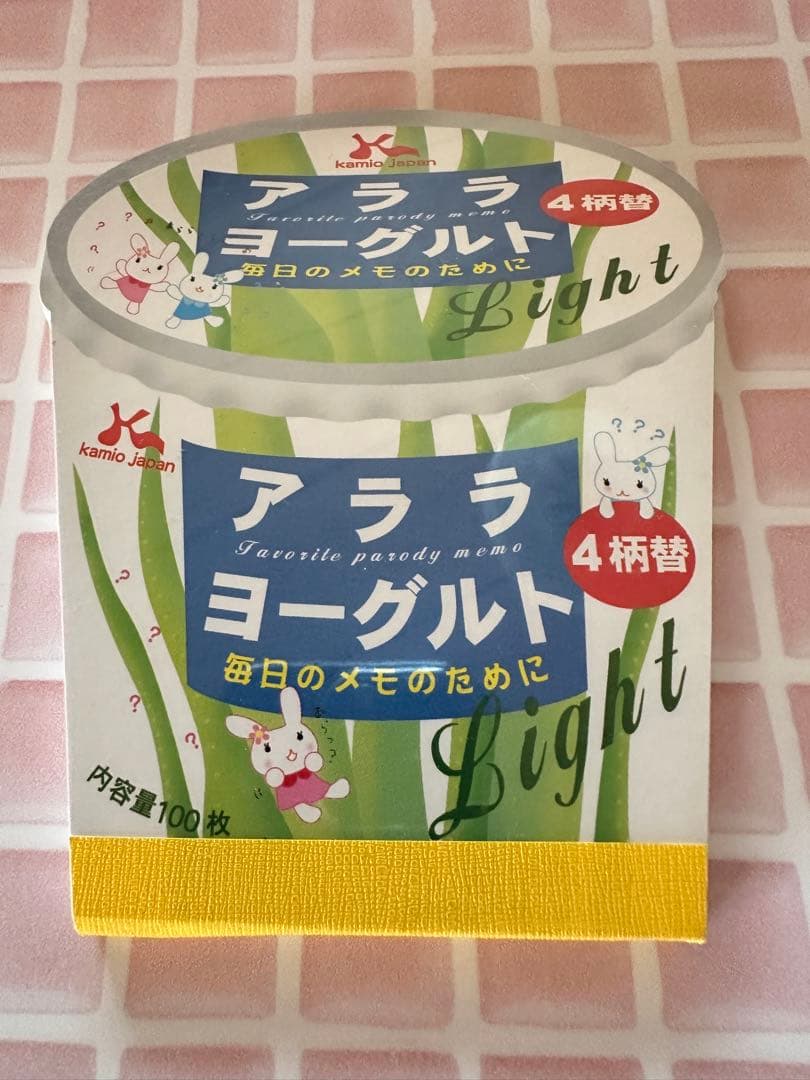 kamio japan
アララ
Favorite parody memo
ヨーグルト
毎日のメモのために
4柄替
Light
? ? ?
kamio japan
アララ
Favorite parody memo
ヨーグルト
毎日のメモのために
? ? ?
4柄替
Light
?
?
?
?
?
あらっ?
内容量100枚